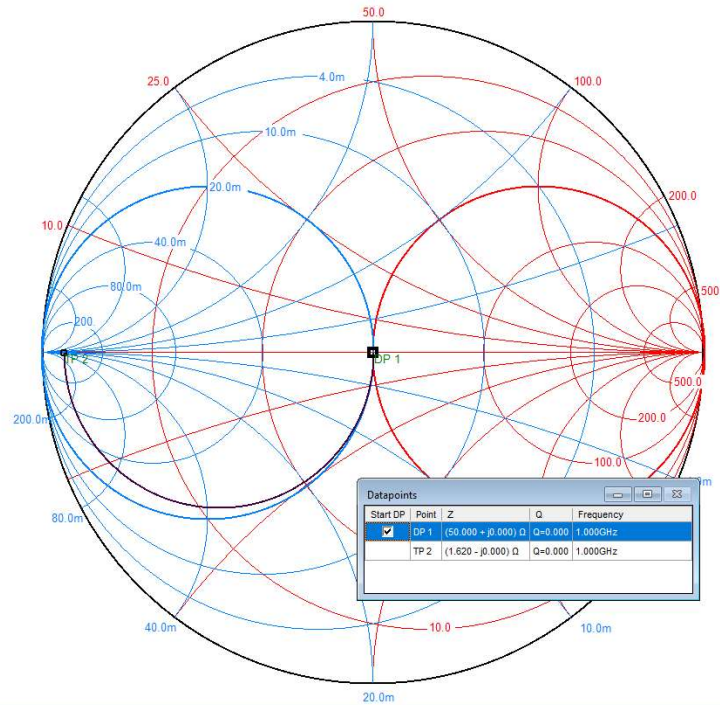 50.0
25.0
4.0m
100.0
10.0m
20.0m
200.0
10.0
40.0m
500
80.0m
200.
TP 2
DP 1
500.0
200.0m
200.0
100.0
Datapoints
Start DP Point Z Q Frequency
DP 1 (50.000 + j0.000) Ω Q=0.000 1.000GHz
TP 2 (1.620 - j0.000) Ω Q=0.000 1.000GHz
80.0m
40.0m
10.0
10.0m
20.0m